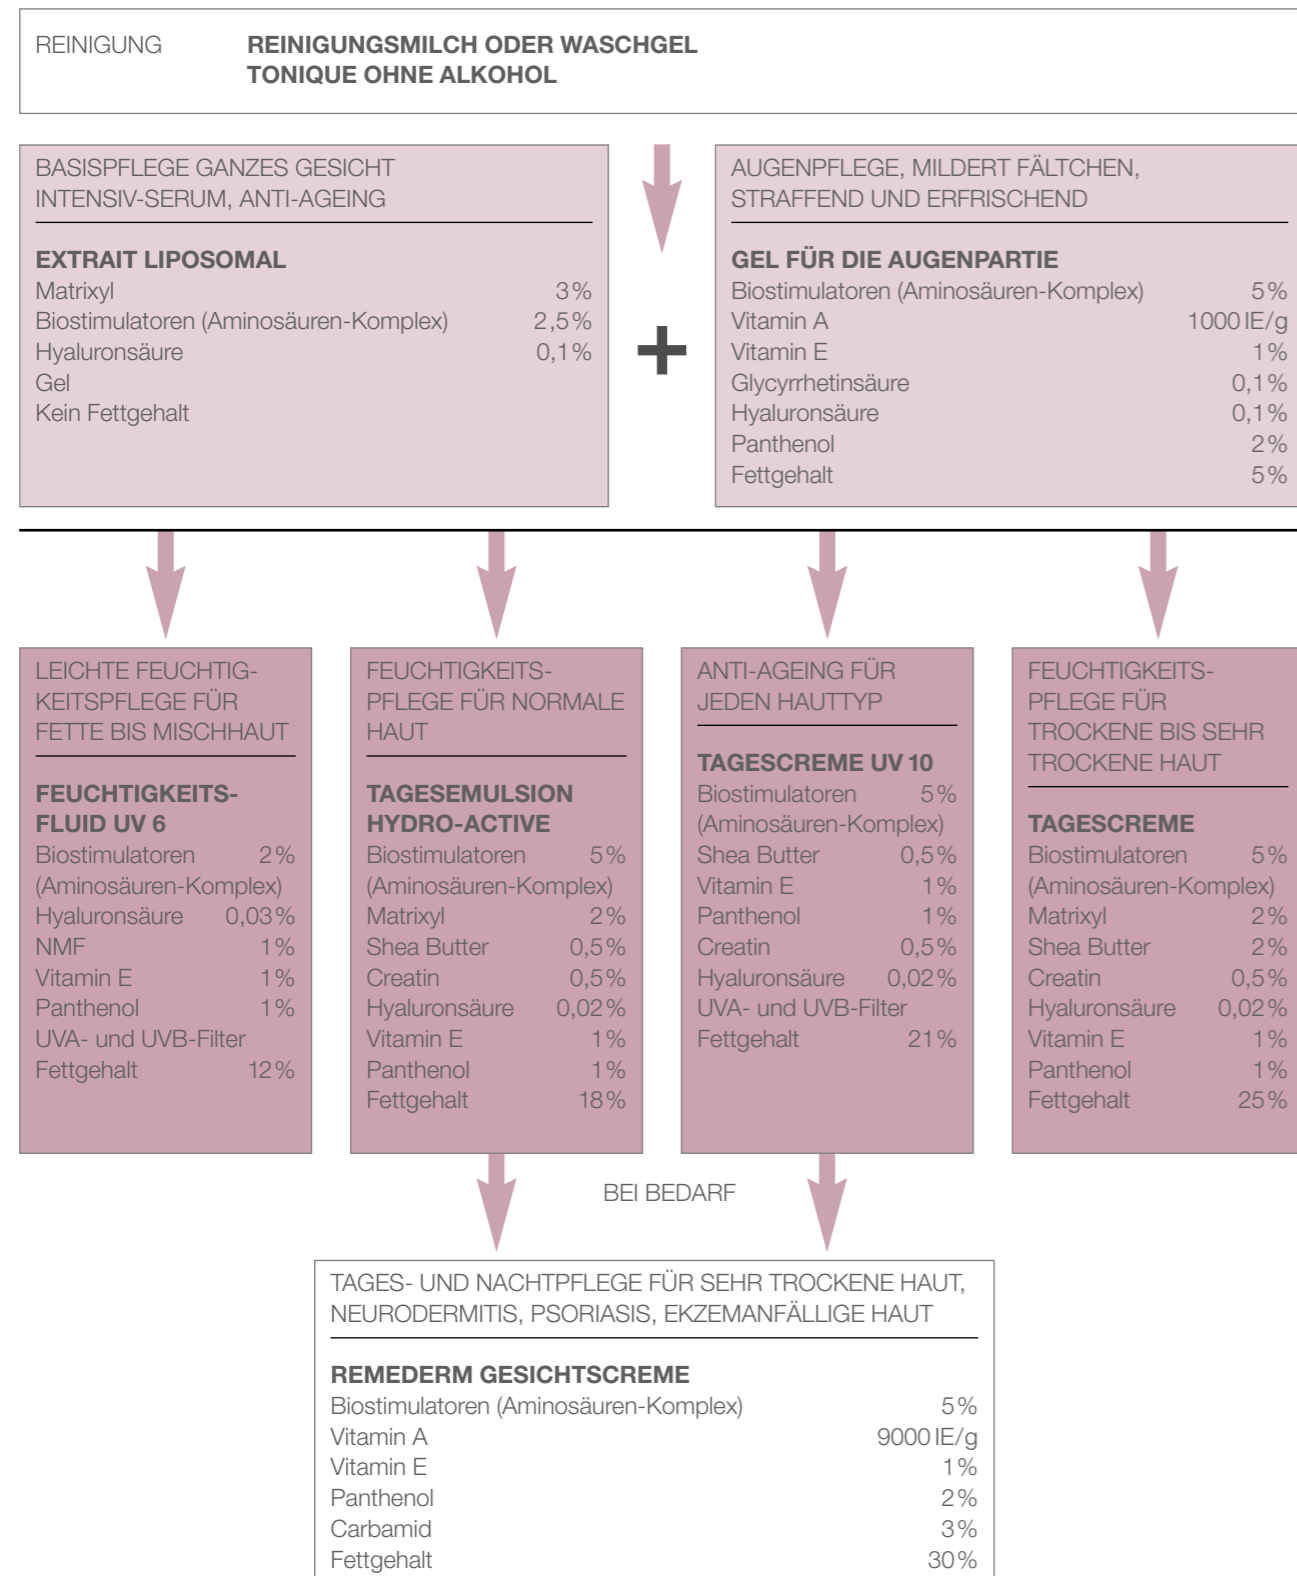 REINIGUNG REINIGUNGSMILCH ODER WASCHGEL
TONIQUE OHNE ALKOHOL
BASISPFLEGE GANZES GESICHT
INTENSIV-SERUM, ANTI-AGEING
EXTRAIT LIPOSOMAL
Matrixyl 3%
Biostimulatoren (Aminosäuren-Komplex) 2,5%
Hyaluronsäure 0,1%
Gel
Kein Fettgehalt
+
AUGENPFLEGE, MILDERT FÄLTCHEN,
STRAFFEND UND ERFRISCHEND
GEL FÜR DIE AUGENPARTIE
Biostimulatoren (Aminosäuren-Komplex) 5%
Vitamin A 1000 IE/g
Vitamin E 1%
Glycyrrhetinsäure 0,1%
Hyaluronsäure 0,1%
Panthenol 2%
Fettgehalt 5%
LEICHTE FEUCHTIG-
KEITSPFLEGE FÜR
FETTE BIS MISCHHAUT
FEUCHTIGKEITS-
FLUID UV 6
Biostimulatoren 2%
(Aminosäuren-Komplex)
Hyaluronsäure 0,03%
NMF 1%
Vitamin E 1%
Panthenol 1%
UVA- und UVB-Filter
Fettgehalt 12%
FEUCHTIGKEITS-
PFLEGE FÜR NORMALE
HAUT
TAGESEMULSION
HYDRO-ACTIVE
Biostimulatoren 5%
(Aminosäuren-Komplex)
Matrixyl 2%
Shea Butter 0,5%
Creatin 0,5%
Hyaluronsäure 0,02%
Vitamin E 1%
Panthenol 1%
Fettgehalt 18%
ANTI-AGEING FÜR
JEDEN HAUTTYP
TAGESCREME UV 10
Biostimulatoren 5%
(Aminosäuren-Komplex)
Shea Butter 0,5%
Vitamin E 1%
Panthenol 1%
Creatin 0,5%
Hyaluronsäure 0,02%
UVA- und UVB-Filter
Fettgehalt 21%
FEUCHTIGKEITS-
PFLEGE FÜR
TROCKENE BIS SEHR
TROCKENE HAUT
TAGESCREME
Biostimulatoren 5%
(Aminosäuren-Komplex)
Matrixyl 2%
Shea Butter 2%
Creatin 0,5%
Hyaluronsäure 0,02%
Vitamin E 1%
Panthenol 1%
Fettgehalt 25%
BEI BEDARF
TAGES- UND NACHTPFLEGE FÜR SEHR TROCKENE HAUT,
NEURODERMITIS, PSORIASIS, EKZEMANFÄLLIGE HAUT
REMEDERM GESICHTSCREME
Biostimulatoren (Aminosäuren-Komplex) 5%
Vitamin A 9000 IE/g
Vitamin E 1%
Panthenol 2%
Carbamid 3%
Fettgehalt 30%